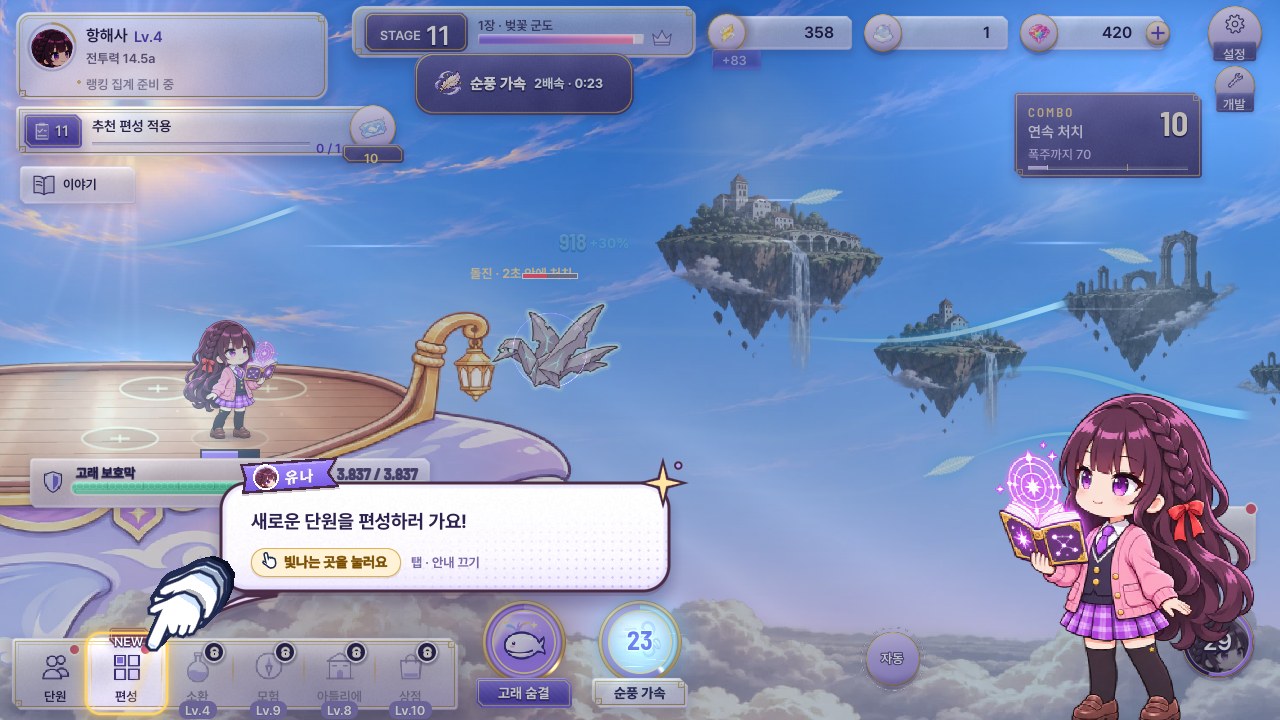 항해사 Lv.4
전투력 14.5a
* 랭킹 집계 준비 중
STAGE 11
1장 · 벚꽃 군도
순풍 가속 2배속 · 0:23
358
+83
1
420
설정
개발
11
추천 편성 적용
0 / 1
10
이야기
COMBO
연속 처치
10
폭주까지 70
918 +30%
돌진 · 2초 안에 처치
고래 보호막
3.837 / 3.837
유나
새로운 단원을 편성하러 가요!
빛나는 곳을 눌러요
탭 · 안내 끄기
단원
NEW
편성
소환
Lv.4
모험
Lv.9
아틀리에
Lv.8
상점
Lv.10
고래 숨결
23
순풍 가속
자동
29